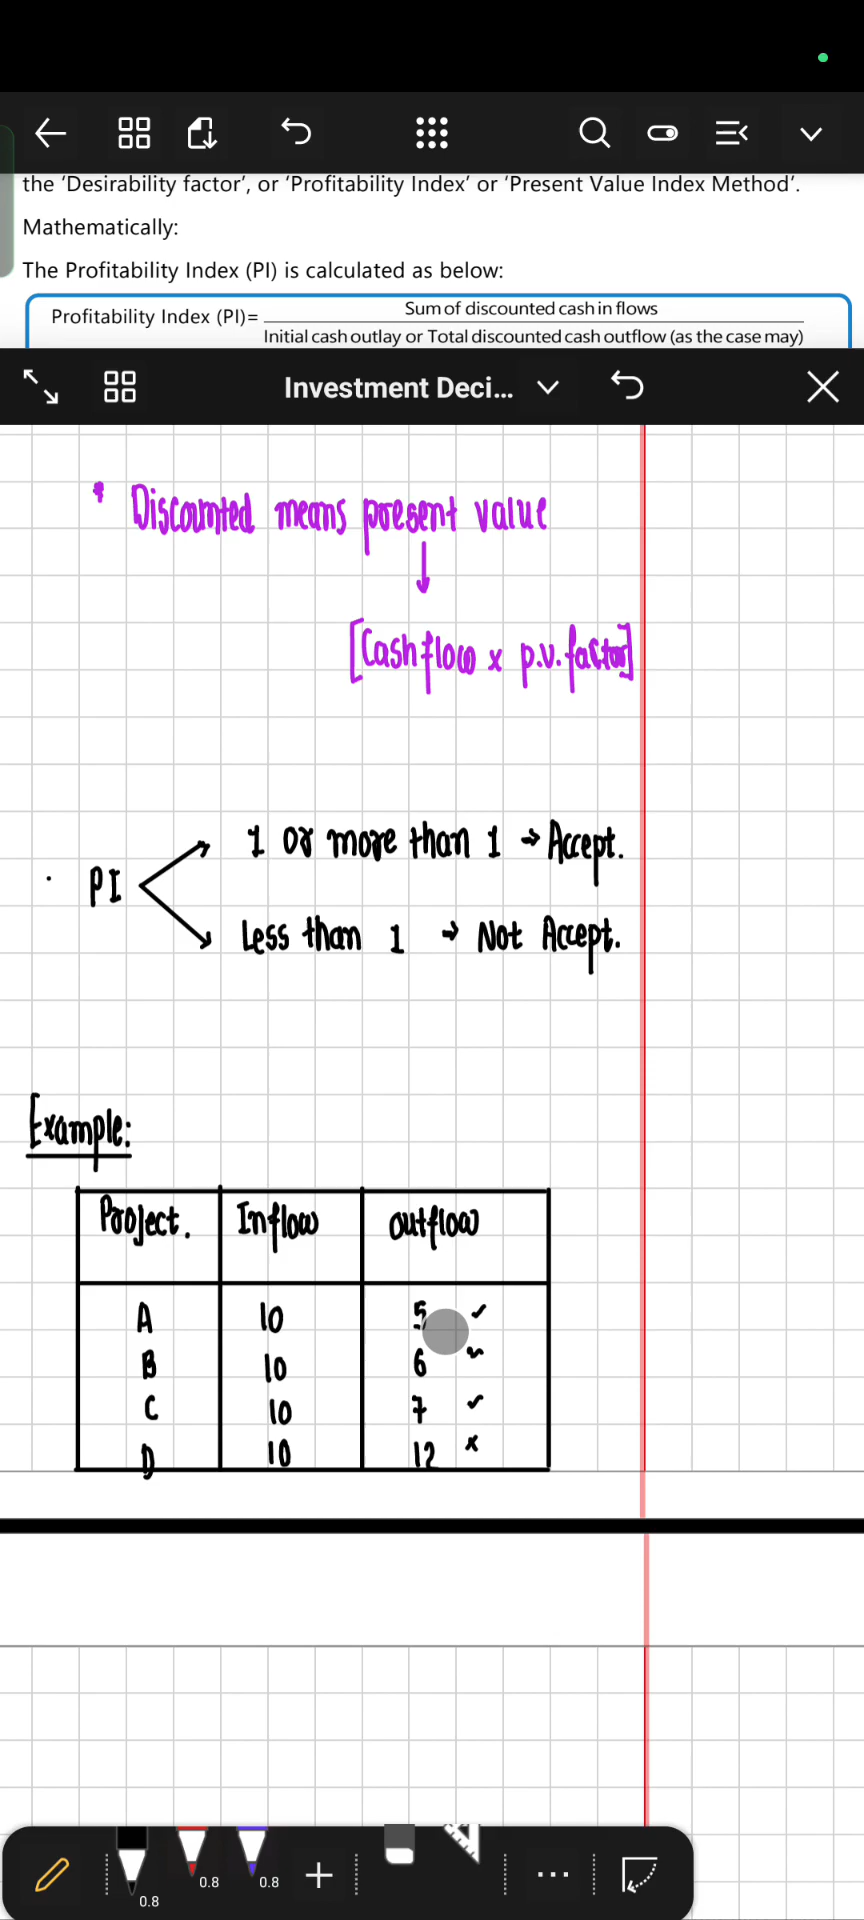 the ‘Desirability factor’, or ‘Profitability Index’ or ‘Present Value Index Method’.
Mathematically:
The Profitability Index (PI) is calculated as below:
Profitability Index (PI)= Sum of discounted cash in flows
Initial cash outlay or Total discounted cash outflow (as the case may)
Investment Deci...
* Discounted means present value
↓
[Cash flow x p.v. factor]
1 or more than 1 → Accept.
· PI
Less than 1 → Not Accept.
Example:
Project. Inflow outflow
A 10 5 ✓
B 10 6 ✓
C 10 7 ✓
D 10 12 x
0.8 0.8 0.8